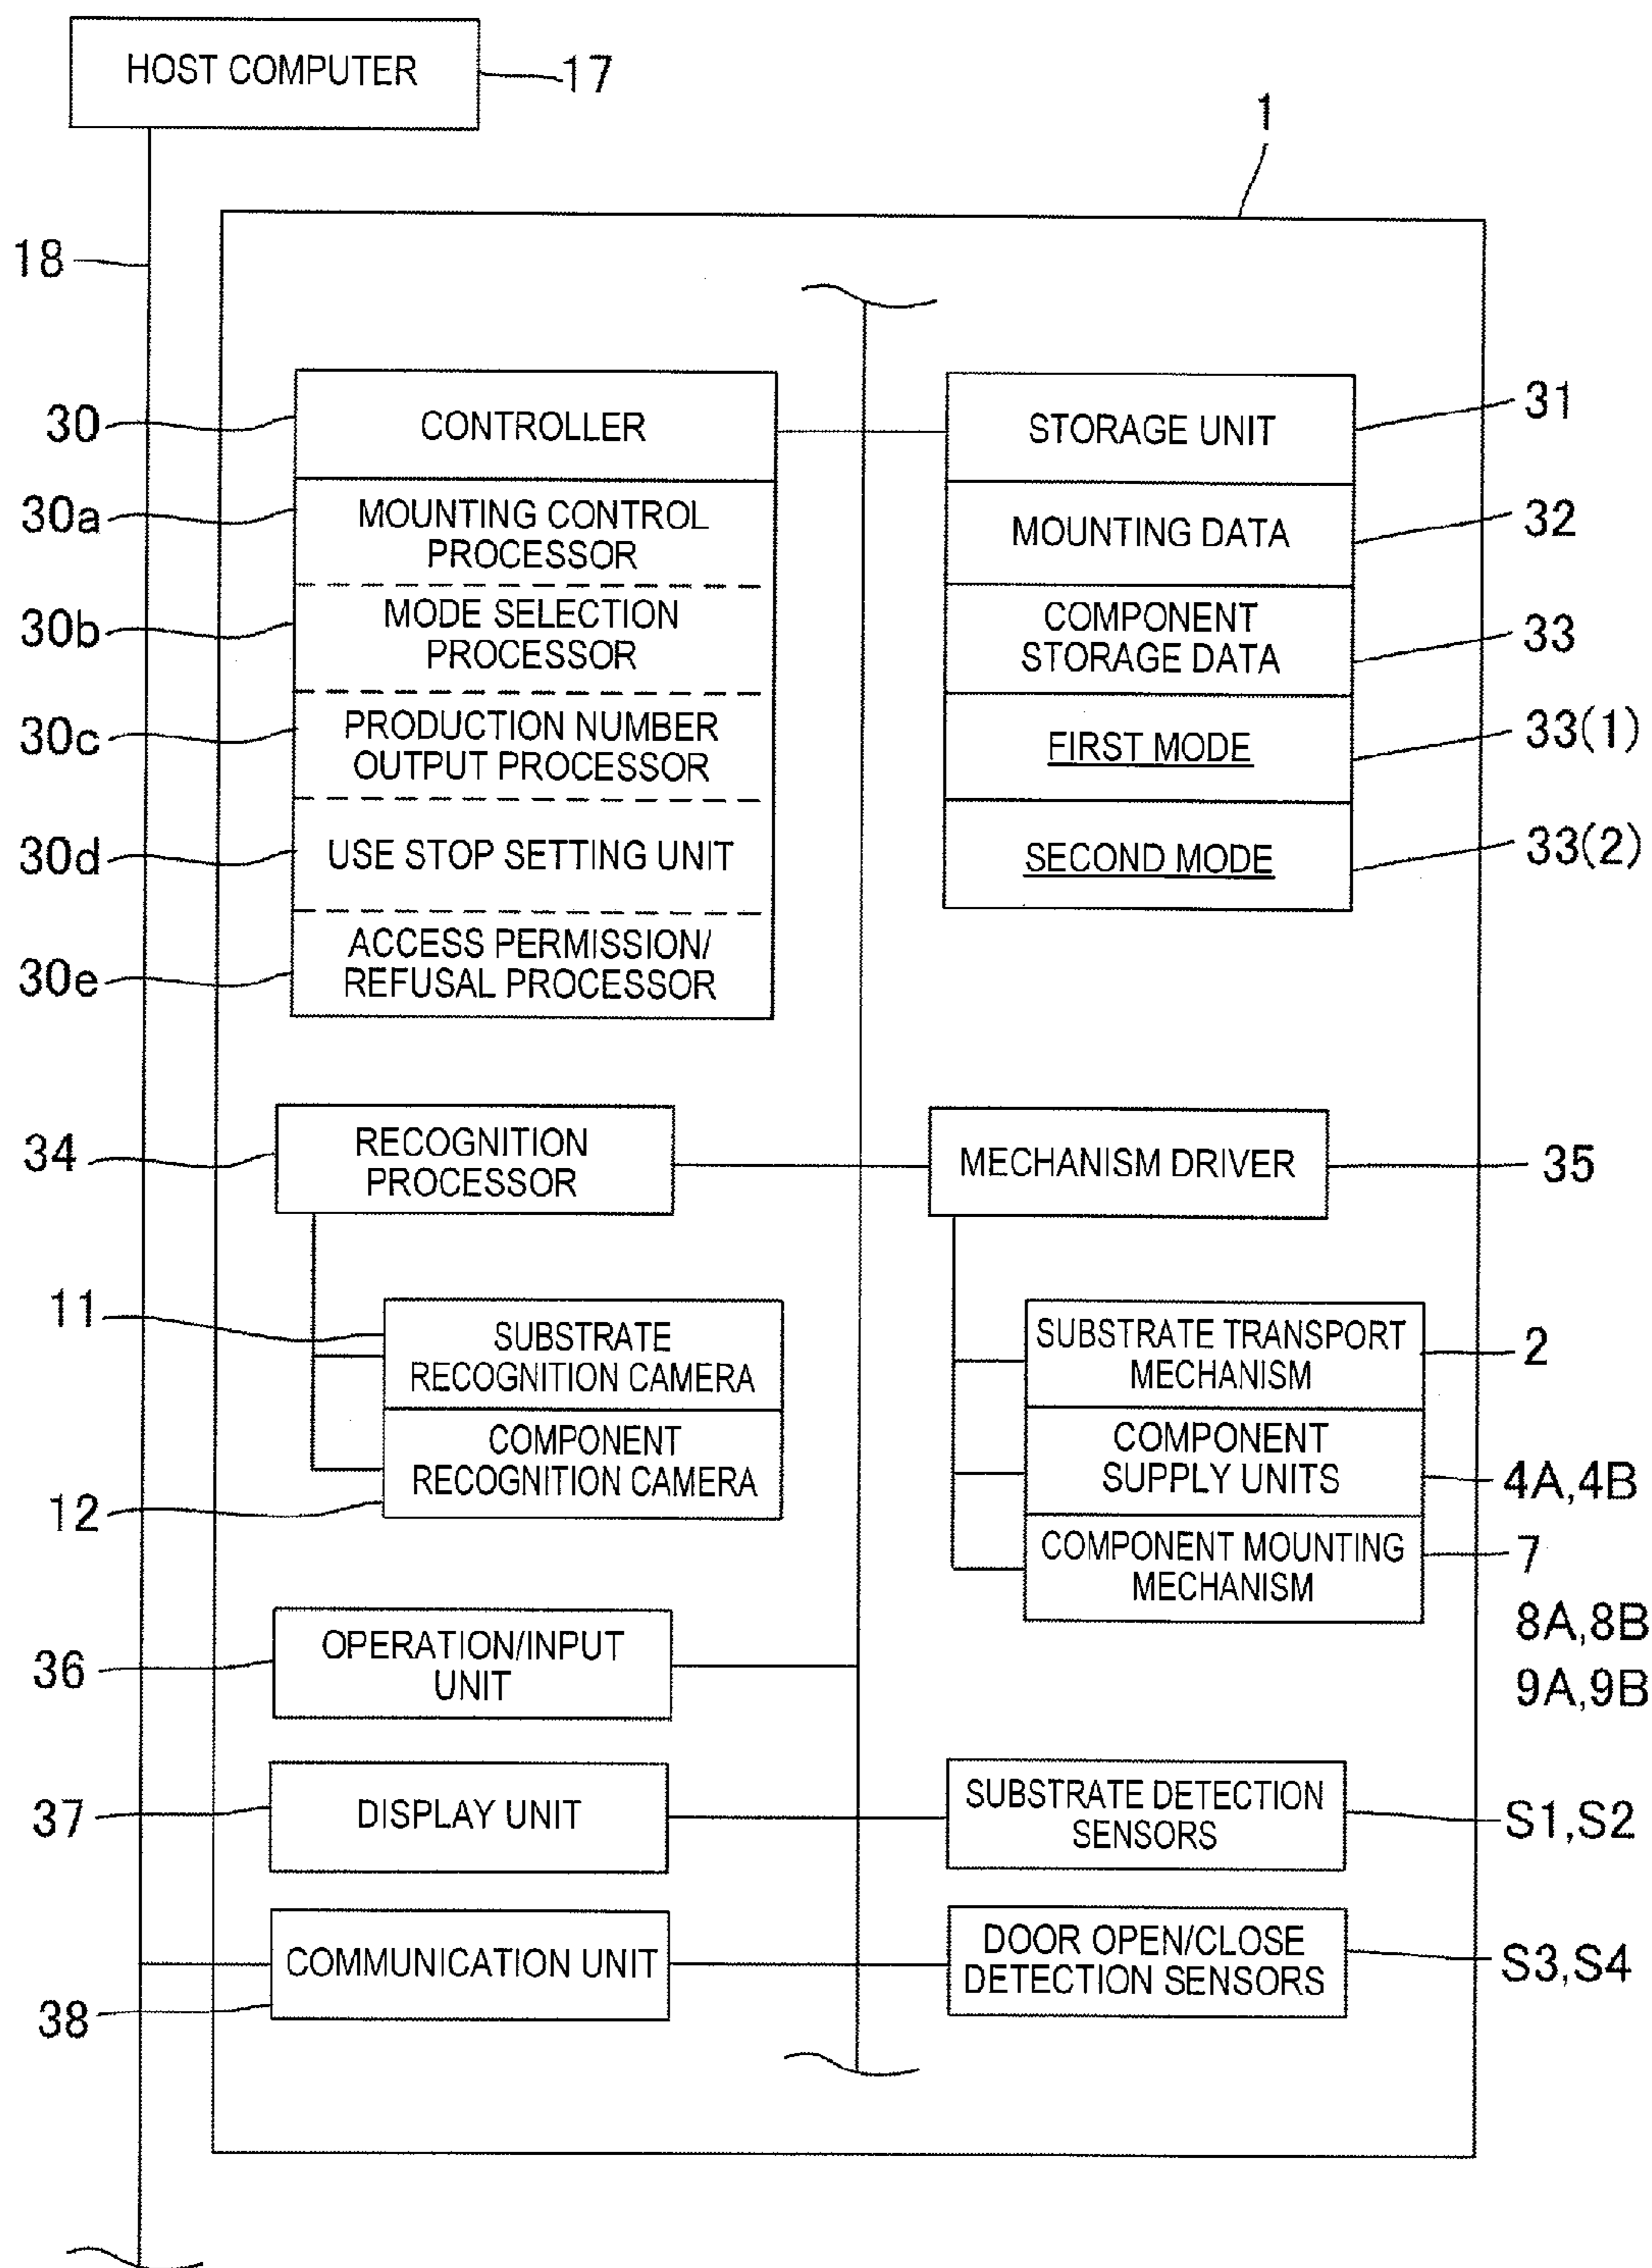 HOST COMPUTER
17
1
18
30
CONTROLLER
STORAGE UNIT
31
30a
MOUNTING CONTROL
PROCESSOR
MOUNTING DATA
32
30b
MODE SELECTION
PROCESSOR
COMPONENT
STORAGE DATA
33
30c
PRODUCTION NUMBER
OUTPUT PROCESSOR
FIRST MODE
33(1)
30d
USE STOP SETTING UNIT
SECOND MODE
33(2)
30e
ACCESS PERMISSION/
REFUSAL PROCESSOR
34
RECOGNITION
PROCESSOR
MECHANISM DRIVER
35
11
SUBSTRATE
RECOGNITION CAMERA
SUBSTRATE TRANSPORT
MECHANISM
2
12
COMPONENT
RECOGNITION CAMERA
COMPONENT
SUPPLY UNITS
4A,4B
COMPONENT MOUNTING
MECHANISM
7
8A,8B
9A,9B
36
OPERATION/INPUT
UNIT
37
DISPLAY UNIT
SUBSTRATE DETECTION
SENSORS
S1,S2
38
COMMUNICATION UNIT
DOOR OPEN/CLOSE
DETECTION SENSORS
S3,S4